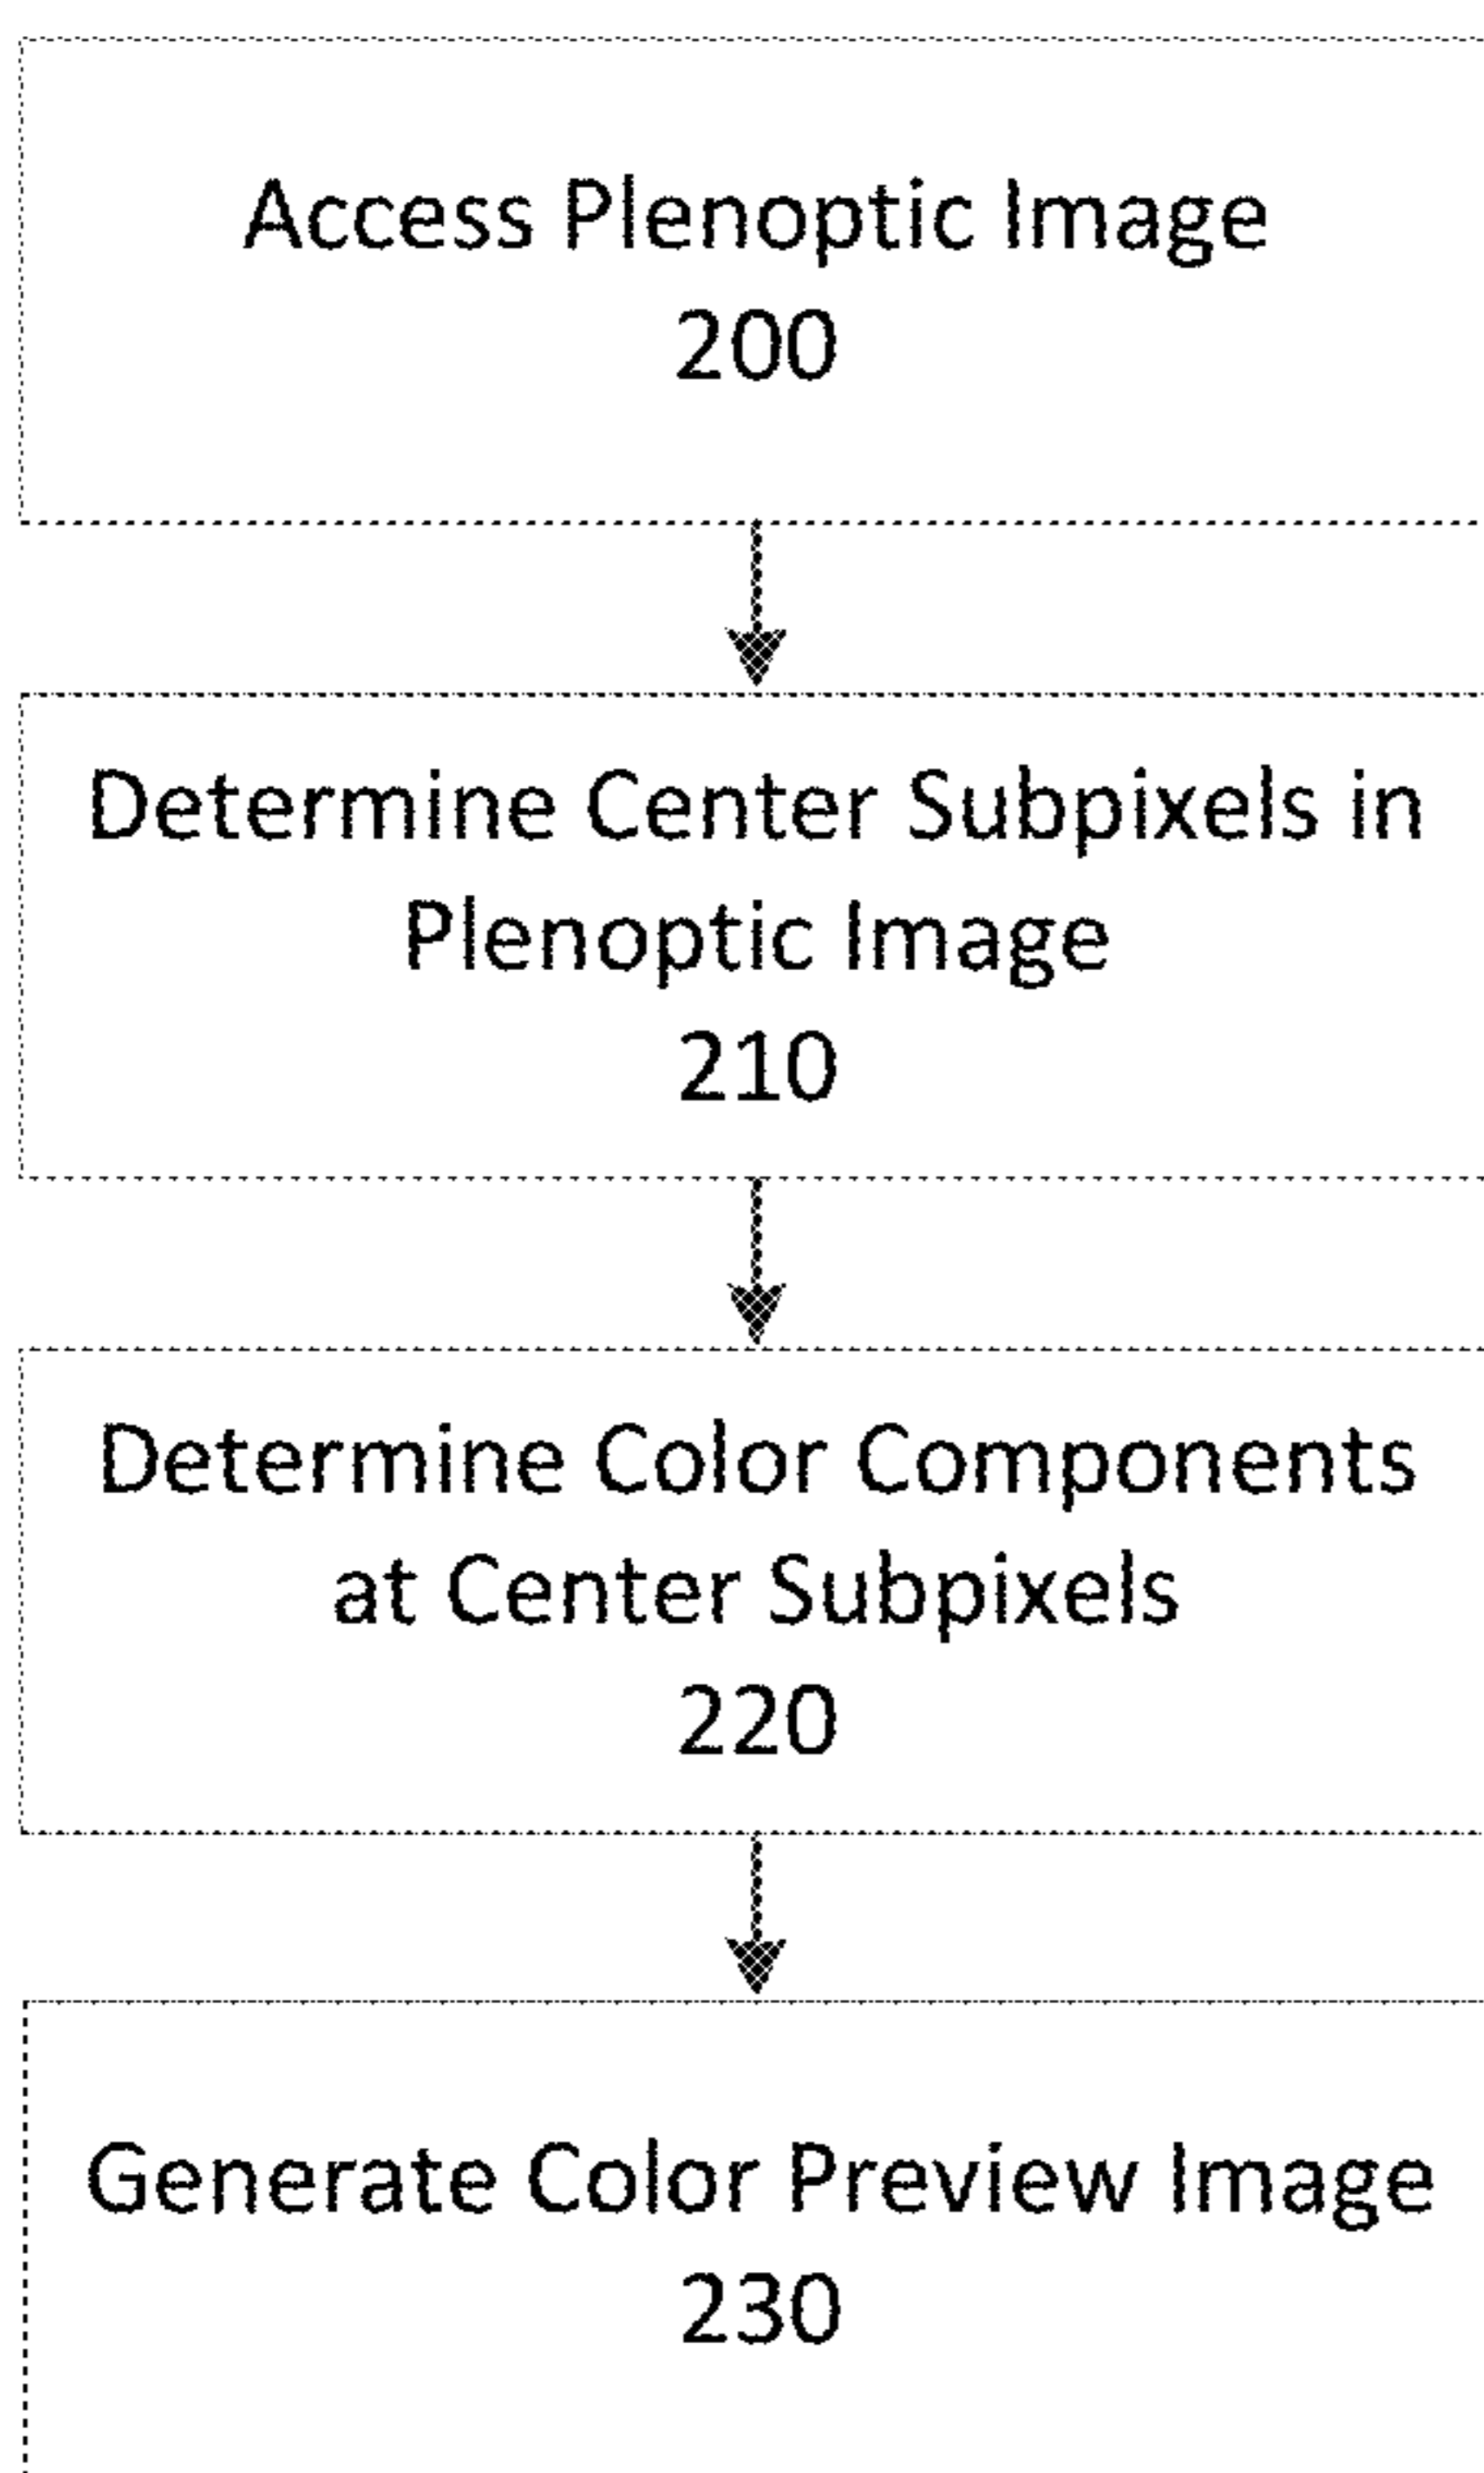 Access Plenoptic Image
200
Determine Center Subpixels in
Plenoptic Image
210
Determine Color Components
at Center Subpixels
220
Generate Color Preview Image
230